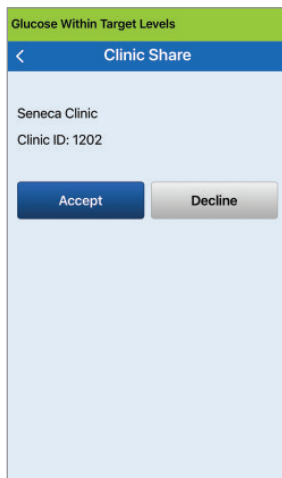 Glucose Within Target Levels
Clinic Share
Seneca Clinic
Clinic ID: 1202
Accept
Decline